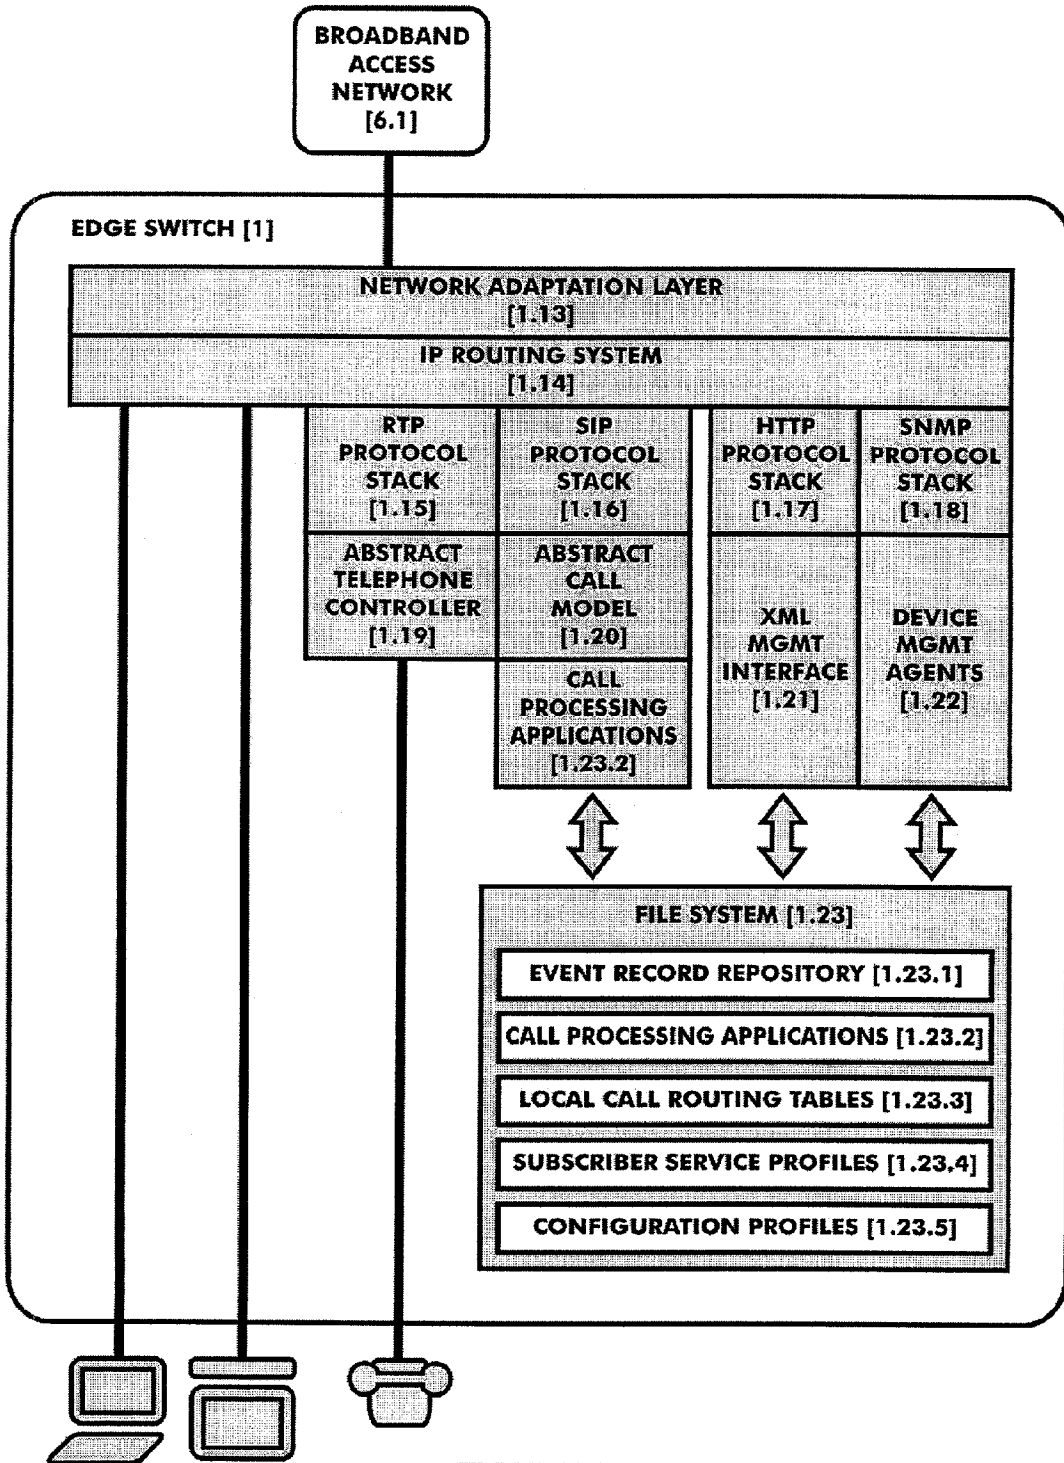 BROADBAND
ACCESS
NETWORK
[6.1]
EDGE SWITCH [1]
NETWORK ADAPTATION LAYER
[1.13]
IP ROUTING SYSTEM
[1.14]
RTP
PROTOCOL
STACK
[1.15]
SIP
PROTOCOL
STACK
[1.16]
HTTP
PROTOCOL
STACK
[1.17]
SNMP
PROTOCOL
STACK
[1.18]
ABSTRACT
TELEPHONE
CONTROLLER
[1.19]
ABSTRACT
CALL
MODEL
[1.20]
XML
MGMT
INTERFACE
[1.21]
DEVICE
MGMT
AGENTS
[1.22]
CALL
PROCESSING
APPLICATIONS
[1.23.2]
FILE SYSTEM [1.23]
EVENT RECORD REPOSITORY [1.23.1]
CALL PROCESSING APPLICATIONS [1.23.2]
LOCAL CALL ROUTING TABLES [1.23.3]
SUBSCRIBER SERVICE PROFILES [1.23.4]
CONFIGURATION PROFILES [1.23.5]